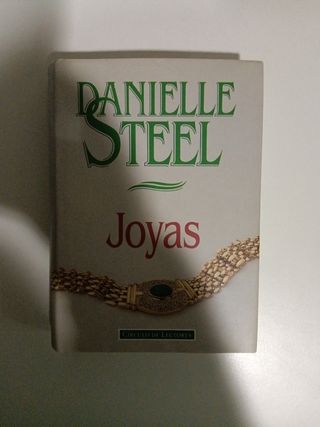 DANIELLE
STEEL
Joyas
CÍRCULO DE LECTORES